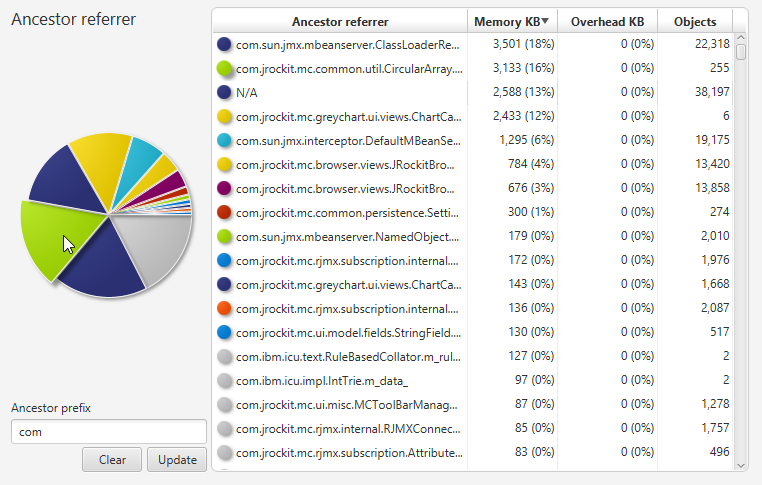 Ancestor referrer
Ancestor referrer Memory KB Overhead KB Objects
com.sun.jmx.mbeanserver.ClassLoaderRe... 3,501 (18%) 0 (0%) 22,318
com.jrockit.mc.common.util.CircularArray.... 3,133 (16%) 0 (0%) 255
N/A 2,588 (13%) 0 (0%) 38,197
com.jrockit.mc.greychart.ui.views.ChartCa... 2,433 (12%) 0 (0%) 6
com.sun.jmx.interceptor.DefaultMBeanSe... 1,295 (6%) 0 (0%) 19,175
com.jrockit.mc.browser.views.JRockitBro... 784 (4%) 0 (0%) 13,420
com.jrockit.mc.browser.views.JRockitBro... 676 (3%) 0 (0%) 13,858
com.jrockit.mc.common.persistence.Setti... 300 (1%) 0 (0%) 274
com.sun.jmx.mbeanserver.NamedObject.... 179 (0%) 0 (0%) 2,010
com.jrockit.mc.rjmx.subscription.internal.... 172 (0%) 0 (0%) 1,976
com.jrockit.mc.greychart.ui.views.ChartCa... 143 (0%) 0 (0%) 1,668
com.jrockit.mc.rjmx.subscription.internal.... 136 (0%) 0 (0%) 2,087
com.jrockit.mc.ui.model.fields.StringField.... 130 (0%) 0 (0%) 517
com.ibm.icu.text.RuleBasedCollator.m_rul... 127 (0%) 0 (0%) 2
com.ibm.icu.impl.IntTrie.m_data_ 97 (0%) 0 (0%) 2
com.jrockit.mc.ui.misc.MCToolBarManag... 87 (0%) 0 (0%) 1,278
com.jrockit.mc.rjmx.internal.RJMXConnec... 85 (0%) 0 (0%) 1,757
com.jrockit.mc.rjmx.subscription.Attribute... 83 (0%) 0 (0%) 496
Ancestor prefix
com
Clear Update